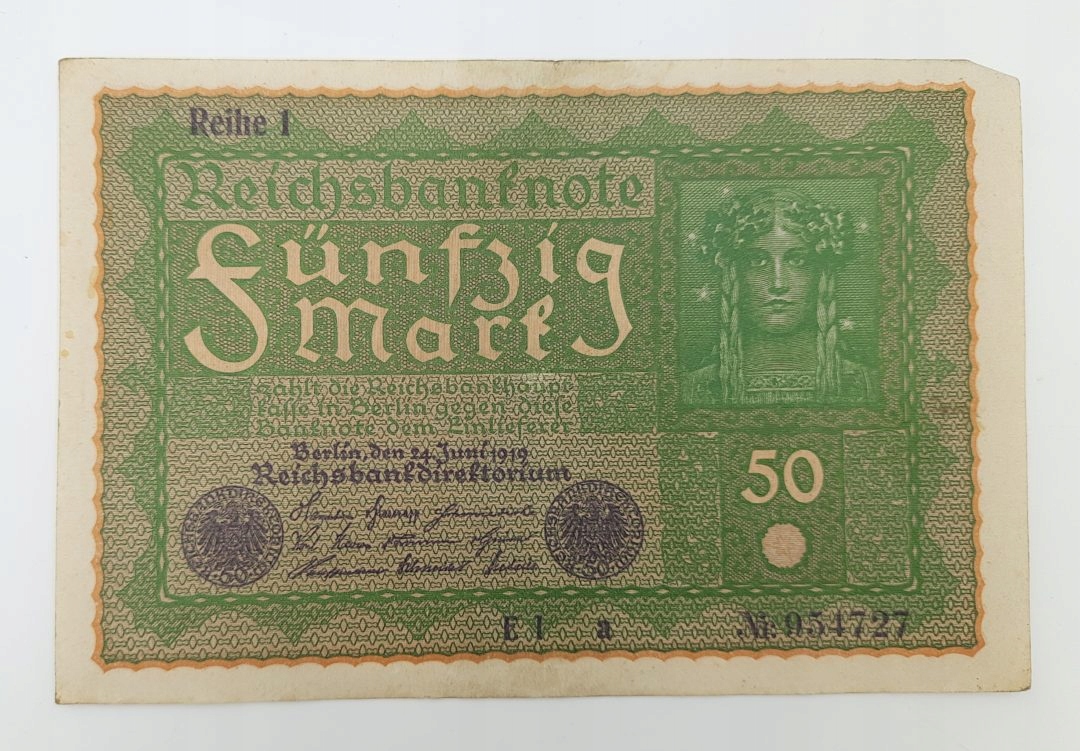 Reihe 1
Reichsbanknote
Fünfzig
Mark
zahlt die Reichsbankhaupt
kasse in Berlin gegen diese
Banknote dem Einlieferer
Berlin, den 24. Juni 1919
Reichsbankdirektorium
50
E 1 a
№ 954727